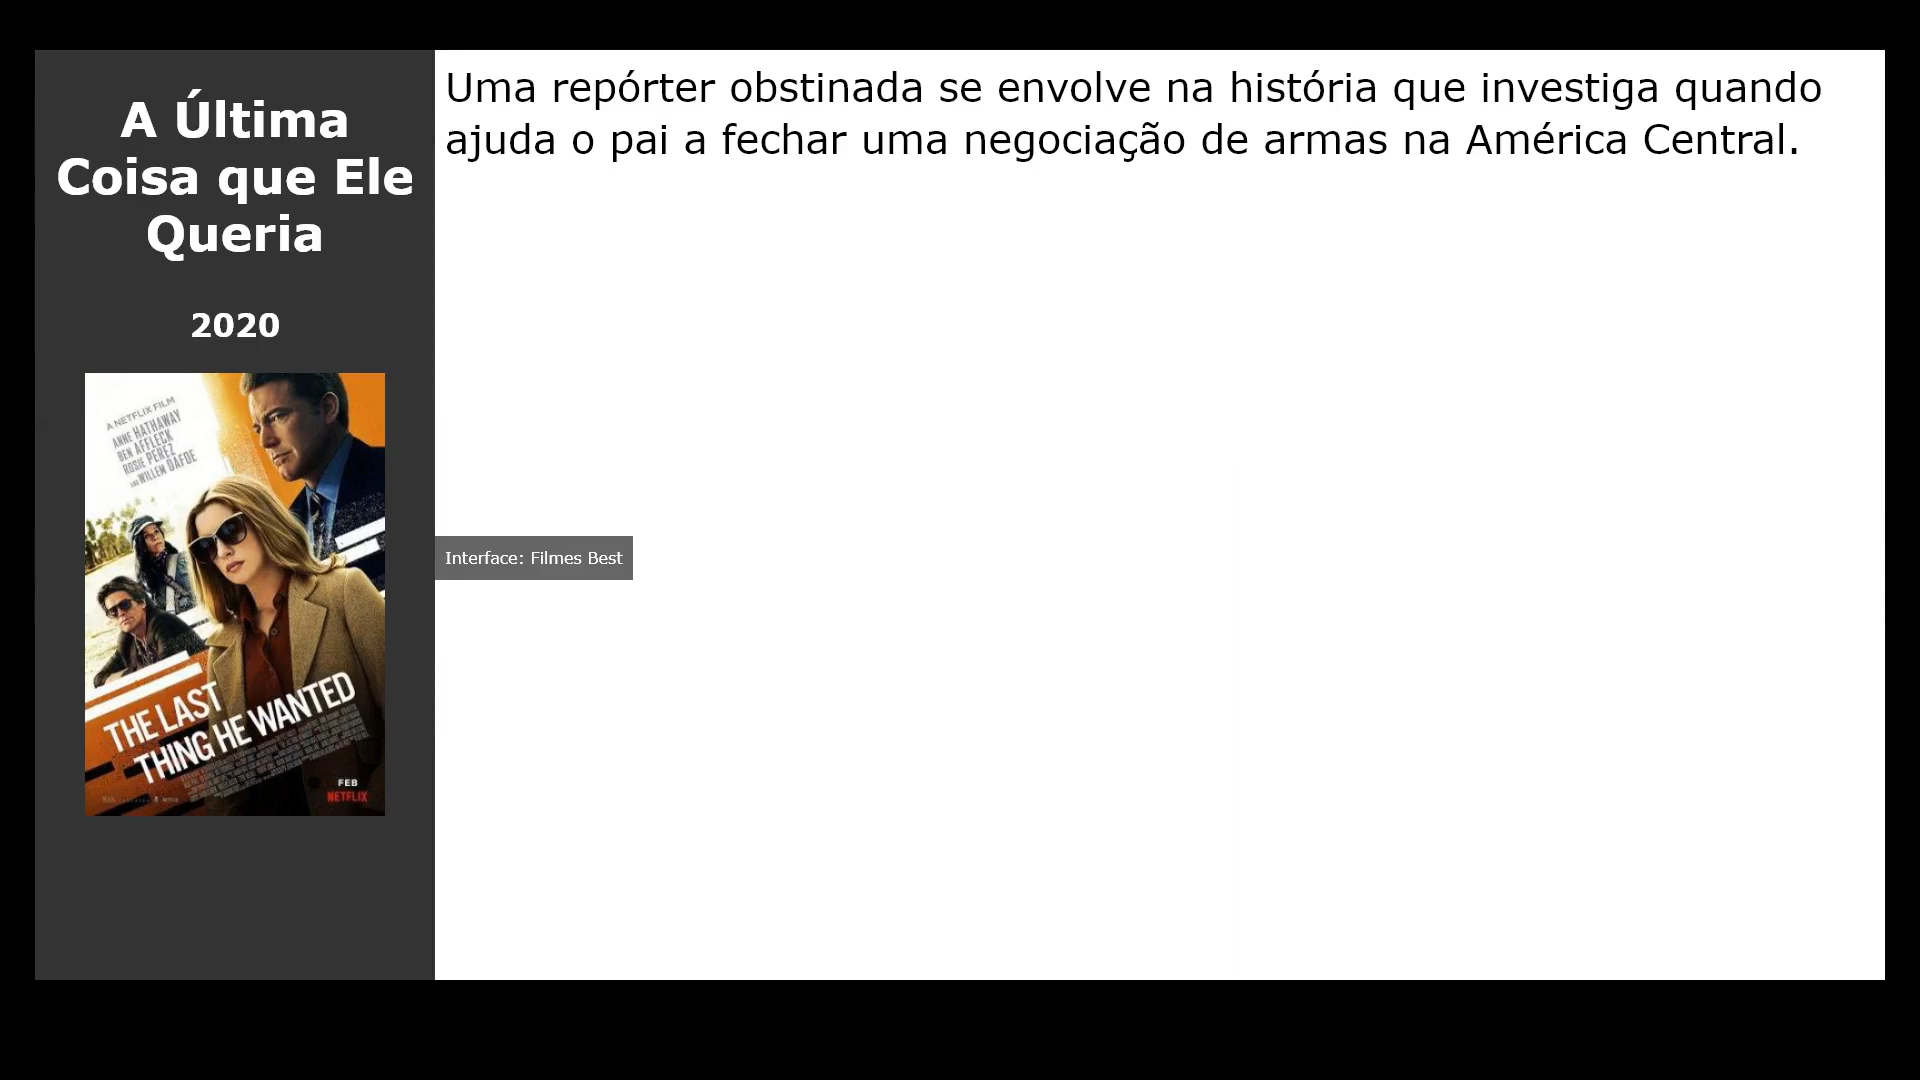 A Última
Coisa que Ele
Queria
2020
A NETFLIX FILM
ANNE HATHAWAY
BEN AFFLECK
ROSIE PEREZ
AND WILLEM DAFOE
THE LAST
THING HE WANTED
FEB
NETFLIX
Uma repórter obstinada se envolve na história que investiga quando
ajuda o pai a fechar uma negociação de armas na América Central.
Interface: Filmes Best